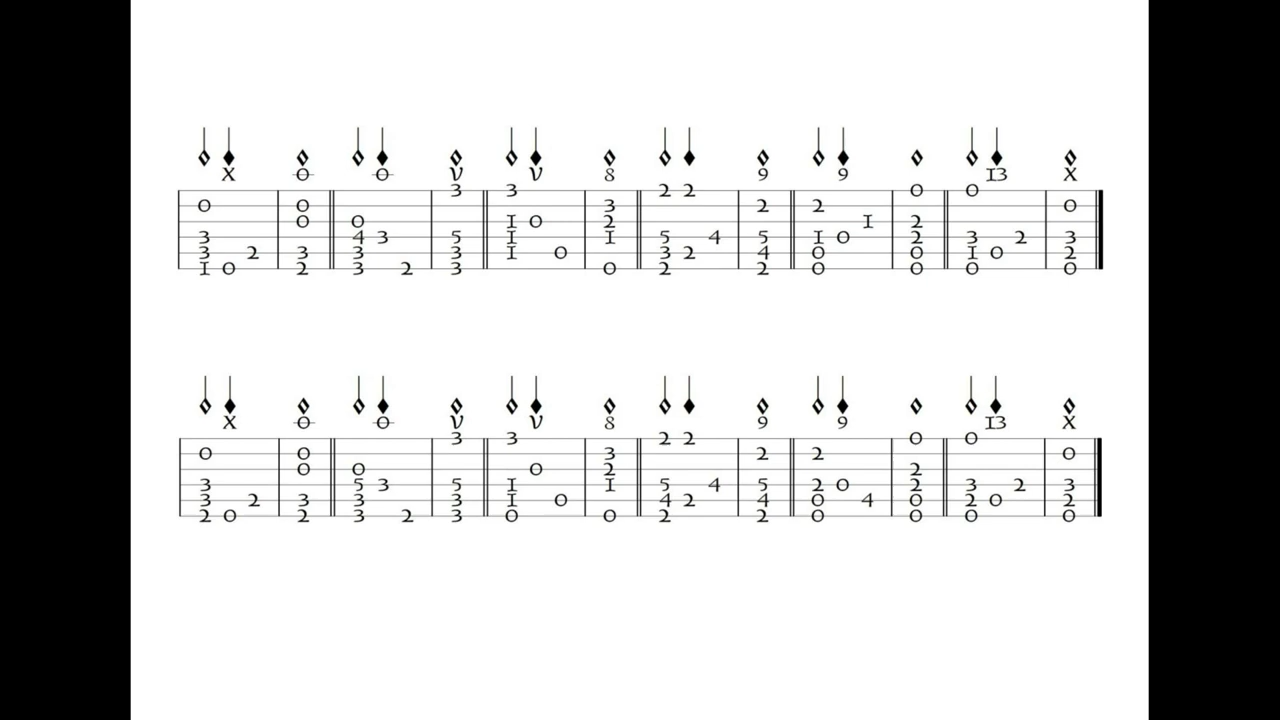 X 0 0 V V 8 9 9 13 X
3 3 2 2 0 0
0 0 3 2 2 0
0 0 1 0 2 1 2
3 4 3 5 1 1 5 4 5 1 0 2 3 2 3
3 2 3 3 3 1 0 3 2 4 0 0 1 0 2
1 0 2 3 2 3 0 2 2 0 0 0 0
X 0 0 V V 8 9 9 13 X
3 3 2 2 0 0
0 0 3 2 2 0
0 0 0 2 2
3 5 3 5 1 1 5 4 5 2 0 2 3 2 3
3 2 3 3 3 1 0 4 2 4 0 4 0 2 0 2
2 0 2 3 2 3 0 0 2 2 0 0 0 0